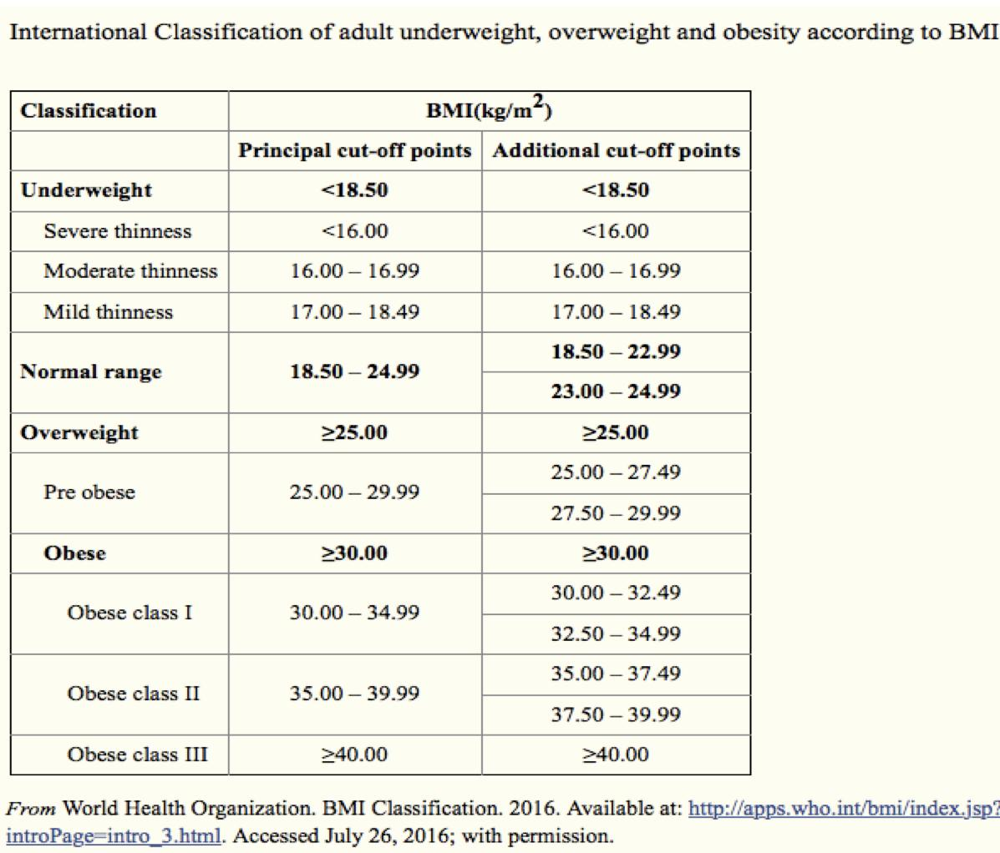 International Classification of adult underweight, overweight and obesity according to BMI
Classification BMI(kg/m²)
Principal cut-off points Additional cut-off points
Underweight <18.50 <18.50
Severe thinness <16.00 <16.00
Moderate thinness 16.00 – 16.99 16.00 – 16.99
Mild thinness 17.00 – 18.49 17.00 – 18.49
Normal range 18.50 – 24.99 18.50 – 22.99
23.00 – 24.99
Overweight ≥25.00 ≥25.00
Pre obese 25.00 – 29.99 25.00 – 27.49
27.50 – 29.99
Obese ≥30.00 ≥30.00
Obese class I 30.00 – 34.99 30.00 – 32.49
32.50 – 34.99
Obese class II 35.00 – 39.99 35.00 – 37.49
37.50 – 39.99
Obese class III ≥40.00 ≥40.00
From World Health Organization. BMI Classification. 2016. Available at: http://apps.who.int/bmi/index.jsp?
introPage=intro_3.html. Accessed July 26, 2016; with permission.